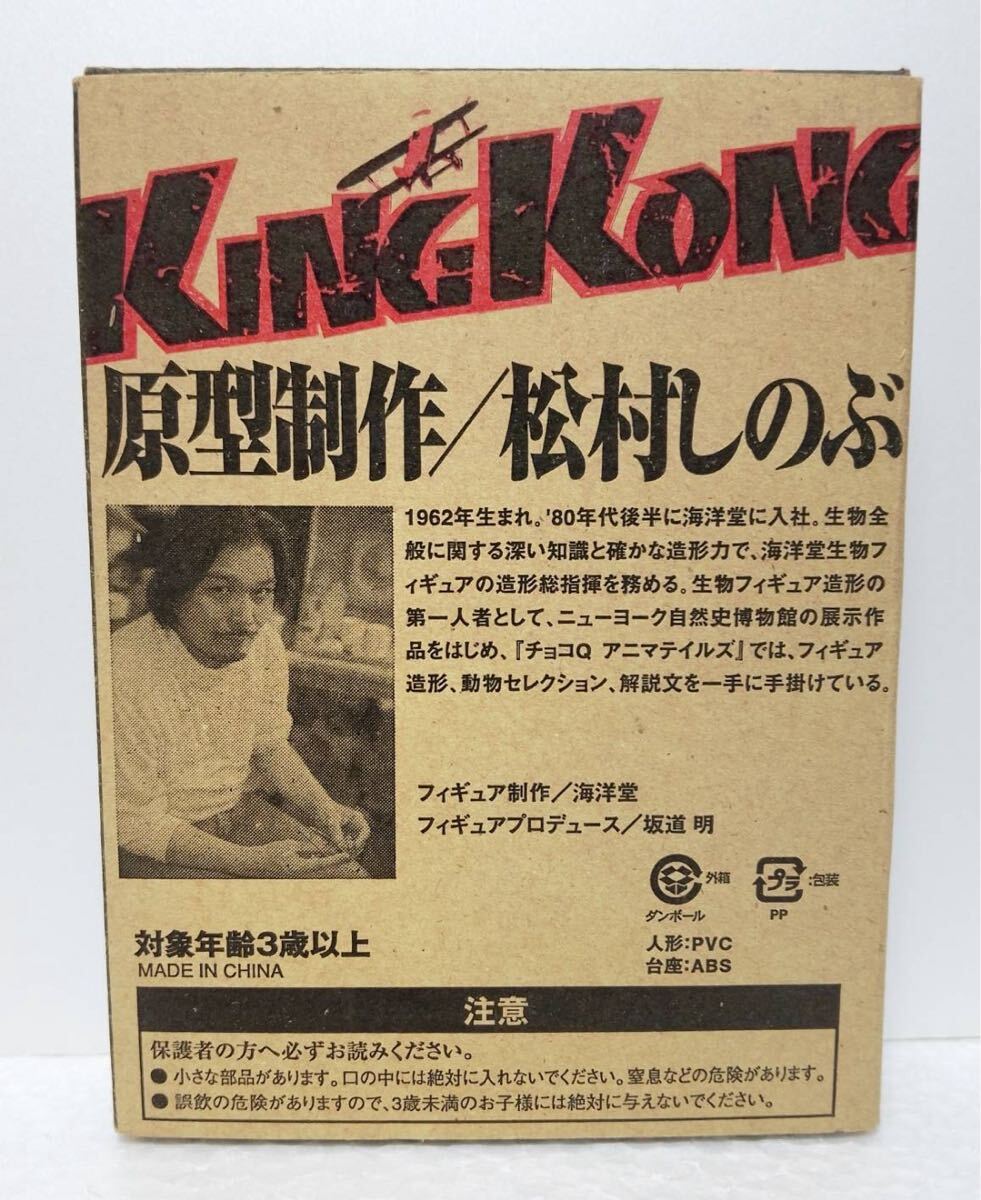 KING KONG
原型制作/松村しのぶ
1962年生まれ。'80年代後半に海洋堂に入社。生物全
般に関する深い知識と確かな造形力で、海洋堂生物フ
ィギュアの造形総指揮を務める。生物フィギュア造形の
第一人者として、ニューヨーク自然史博物館の展示作
品をはじめ、『チョコQ アニマテイルズ』では、フィギュア
造形、動物セレクション、解説文を一手に手掛けている。
フィギュア制作/海洋堂
フィギュアプロデュース/坂道 明
外箱
ダンボール
プラ:包装
PP
人形:PVC
台座:ABS
対象年齢3歳以上
MADE IN CHINA
注意
保護者の方へ必ずお読みください。
● 小さな部品があります。口の中には絶対に入れないでください。窒息などの危険があります。
● 誤飲の危険がありますので、3歳未満のお子様には絶対に与えないでください。